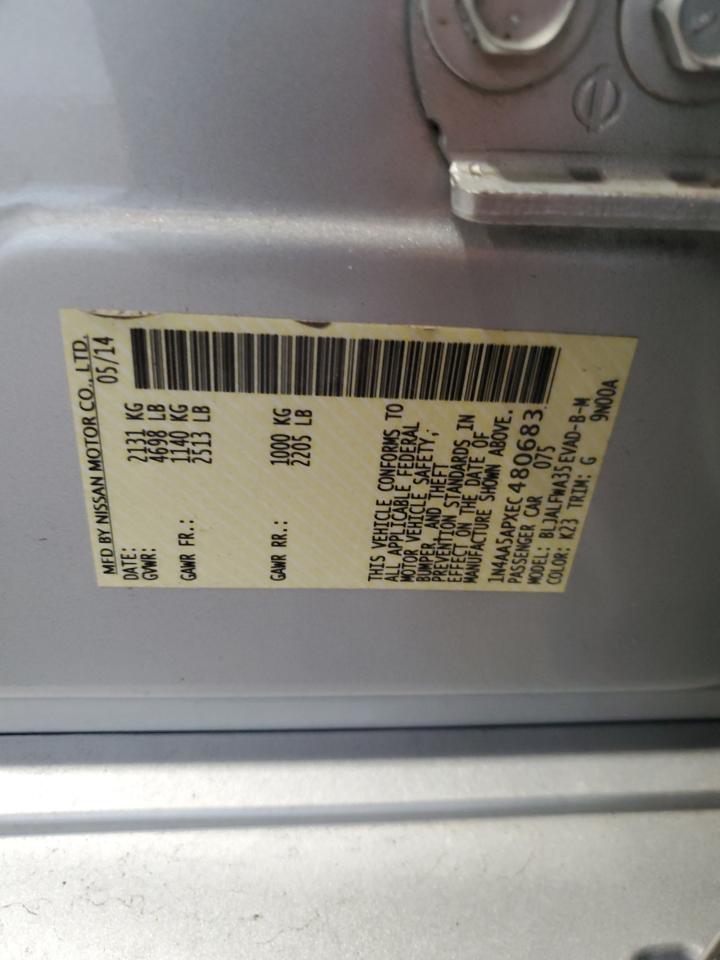 MFD BY NISSAN MOTOR CO., LTD.
DATE: 05/14
GVWR: 2131 KG
4698 LB
GAWR FR.: 1140 KG
2513 LB
GAWR RR.: 1000 KG
2205 LB
THIS VEHICLE CONFORMS TO
ALL APPLICABLE FEDERAL
MOTOR VEHICLE SAFETY,
BUMPER, AND THEFT
PREVENTION STANDARDS IN
EFFECT ON THE DATE OF
MANUFACTURE SHOWN ABOVE.
1N4AA5APXEC480683
PASSENGER CAR 075
MODEL: BLJALFWA35EVAD-B-M
COLOR: K23 TRIM: G 9N00A